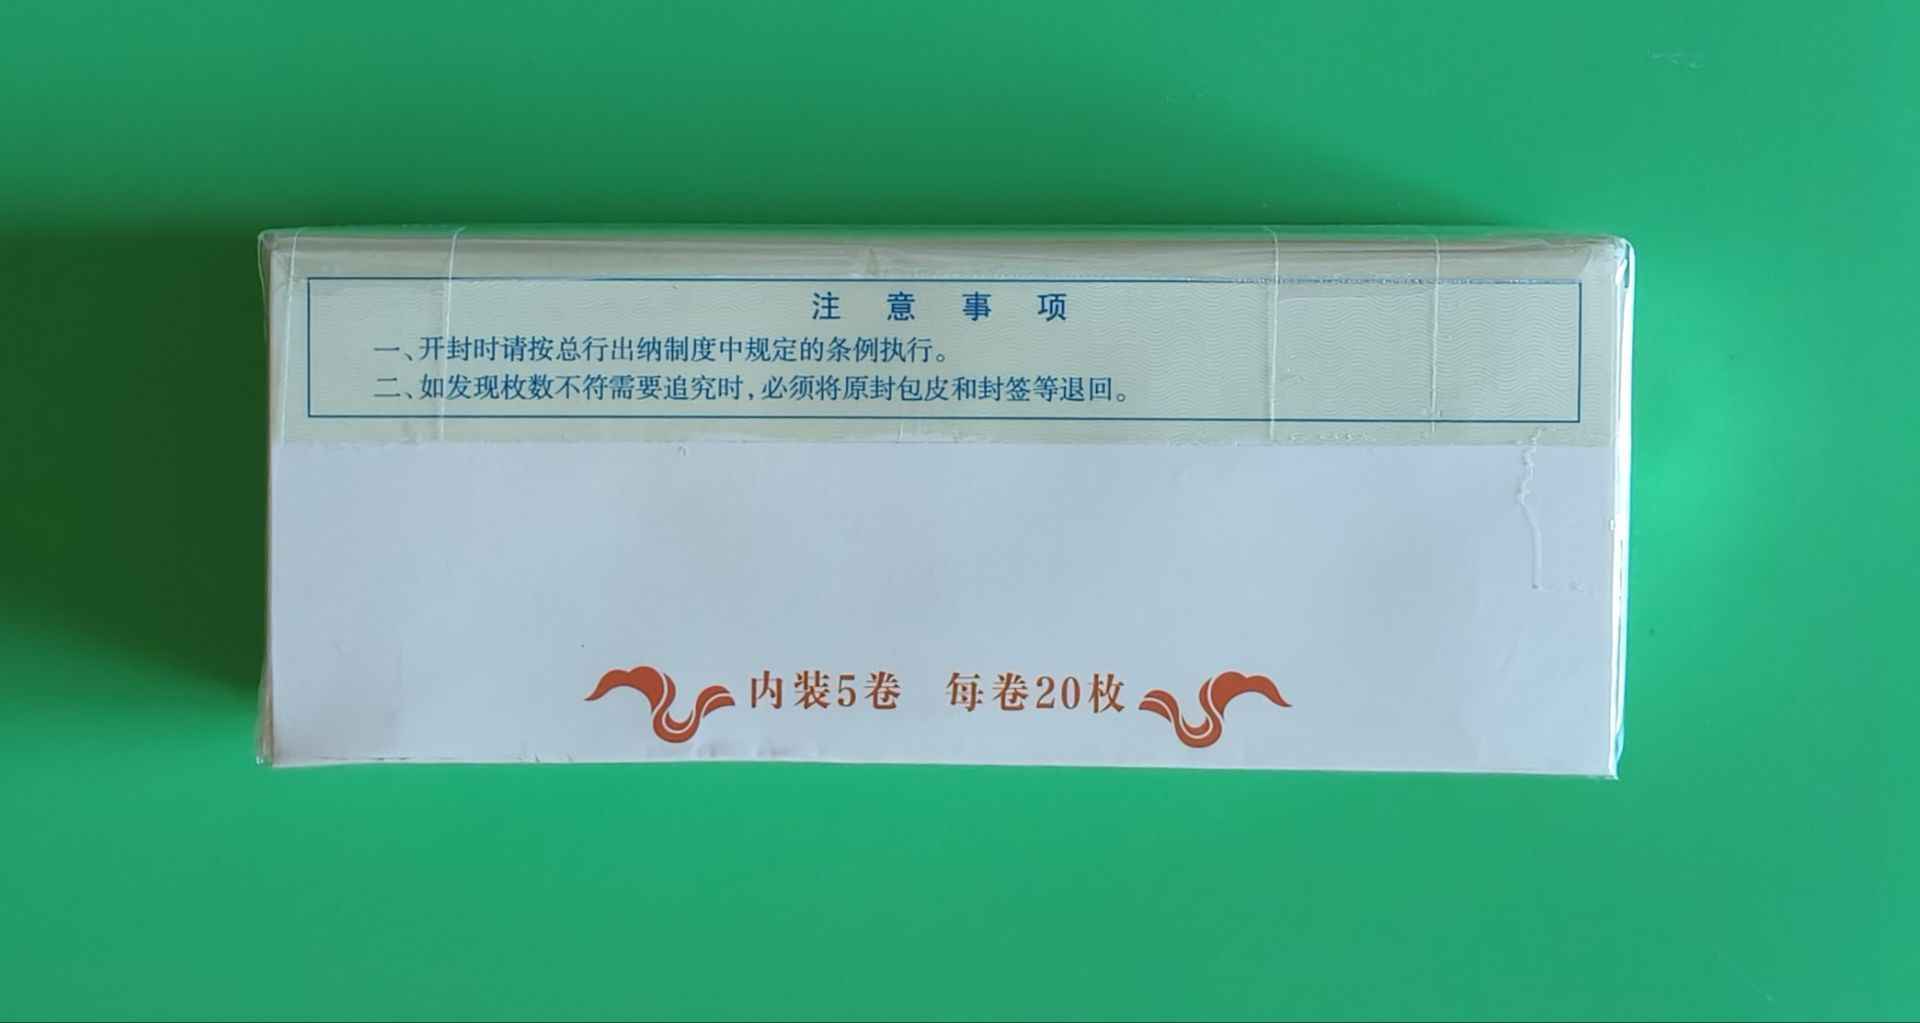 注意事项
一、开封时请按总行出纳制度中规定的条例执行。
二、如发现枚数不符需要追究时,必须将原封包皮和封签等退回。
内装5卷 每卷20枚